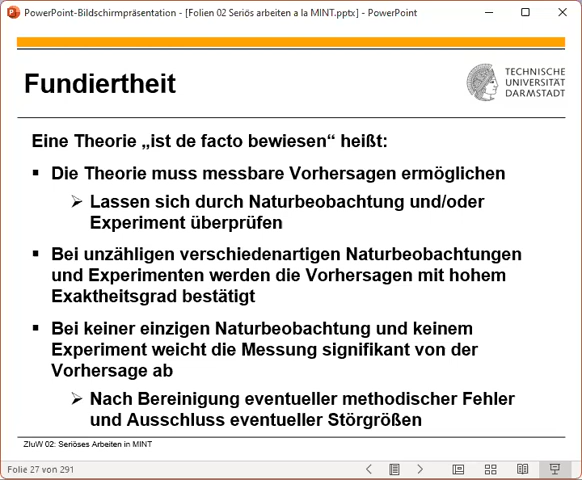 PowerPoint-Bildschirmpräsentation - [Folien 02 Seriös arbeiten a la MINT.pptx] - PowerPoint
Fundiertheit
TECHNISCHE
UNIVERSITÄT
DARMSTADT
Eine Theorie „ist de facto bewiesen“ heißt:
▪ Die Theorie muss messbare Vorhersagen ermöglichen
➢ Lassen sich durch Naturbeobachtung und/oder
Experiment überprüfen
▪ Bei unzähligen verschiedenartigen Naturbeobachtungen
und Experimenten werden die Vorhersagen mit hohem
Exaktheitsgrad bestätigt
▪ Bei keiner einzigen Naturbeobachtung und keinem
Experiment weicht die Messung signifikant von der
Vorhersage ab
➢ Nach Bereinigung eventueller methodischer Fehler
und Ausschluss eventueller Störgrößen
ZIuW 02: Seriöses Arbeiten in MINT
Folie 27 von 291